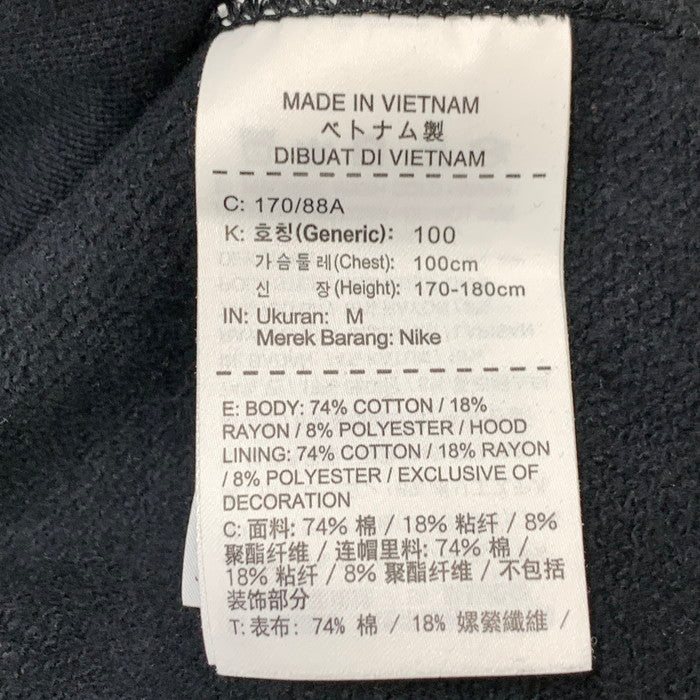 MADE IN VIETNAM
ベトナム製
DIBUAT DI VIETNAM
C: 170/88A
K: 호칭(Generic): 100
가슴둘레(Chest): 100cm
신 장(Height): 170-180cm
IN: Ukuran: M
Merek Barang: Nike
E: BODY: 74% COTTON / 18%
RAYON / 8% POLYESTER / HOOD
LINING: 74% COTTON / 18% RAYON
/ 8% POLYESTER / EXCLUSIVE OF
DECORATION
C: 面料: 74% 棉 / 18% 粘纤 / 8%
聚酯纤维 / 连帽里料: 74% 棉 /
18% 粘纤 / 8% 聚酯纤维 / 不包括
装饰部分
T: 表布: 74% 棉 / 18% 嫘縈纖維 /